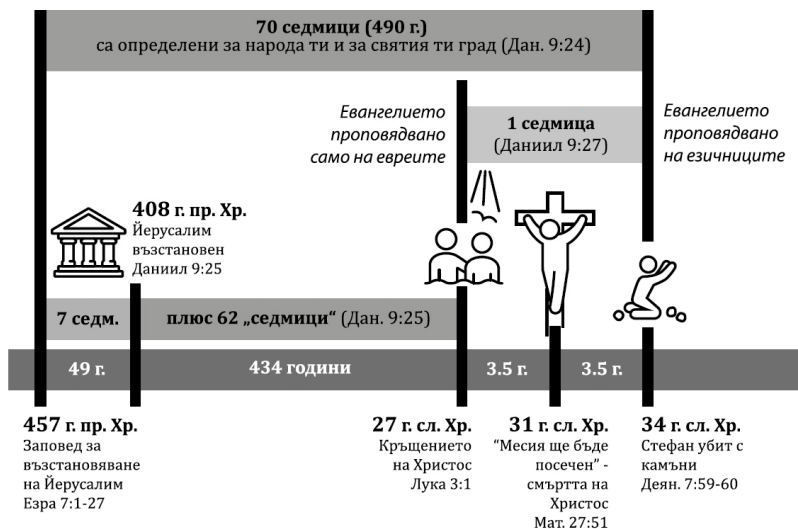 70 седмици (490 г.)
са определени за народа ти и за святия ти град (Дан. 9:24)
Евангелието
проповядвано
само на евреите
1 седмица
(Даниил 9:27)
Евангелието
проповядвано
на езичниците
408 г. пр. Хр.
Йерусалим
възстановен
Даниил 9:25
7 седм.
плюс 62 „седмици“ (Дан. 9:25)
49 г.
434 години
3.5 г.
3.5 г.
457 г. пр. Хр.
Заповед за
възстановяване
на Йерусалим
Езра 7:1-27
27 г. сл. Хр.
Кръщението
на Христос
Лука 3:1
31 г. сл. Хр.
“Месия ще бъде
посечен” -
смъртта на
Христос
Мат. 27:51
34 г. сл. Хр.
Стефан убит с
камъни
Деян. 7:59-60